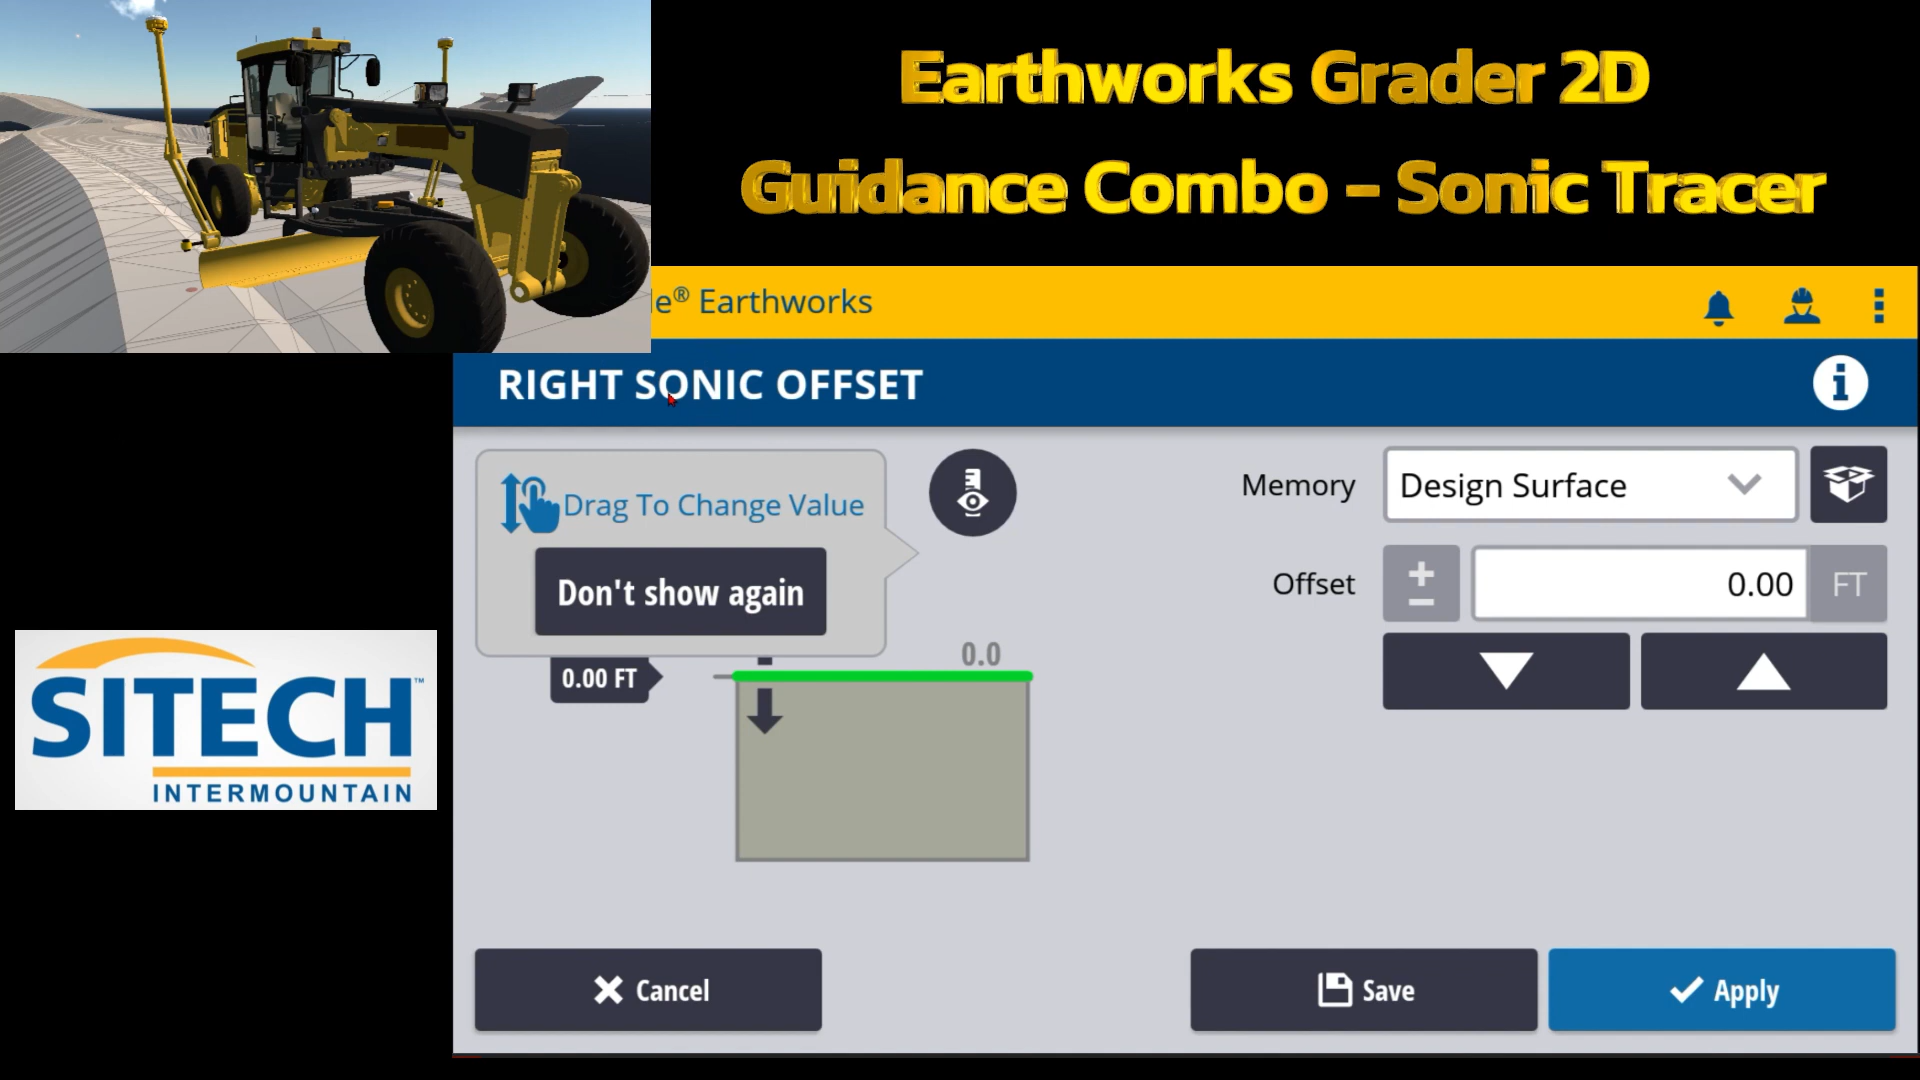 Earthworks Grader 2D
Guidance Combo - Sonic Tracer
e® Earthworks
RIGHT SONIC OFFSET
Drag To Change Value
Don't show again
Memory
Design Surface
Offset
0.00
FT
0.0
0.00 FT
SITECH™
INTERMOUNTAIN
Cancel
Save
Apply